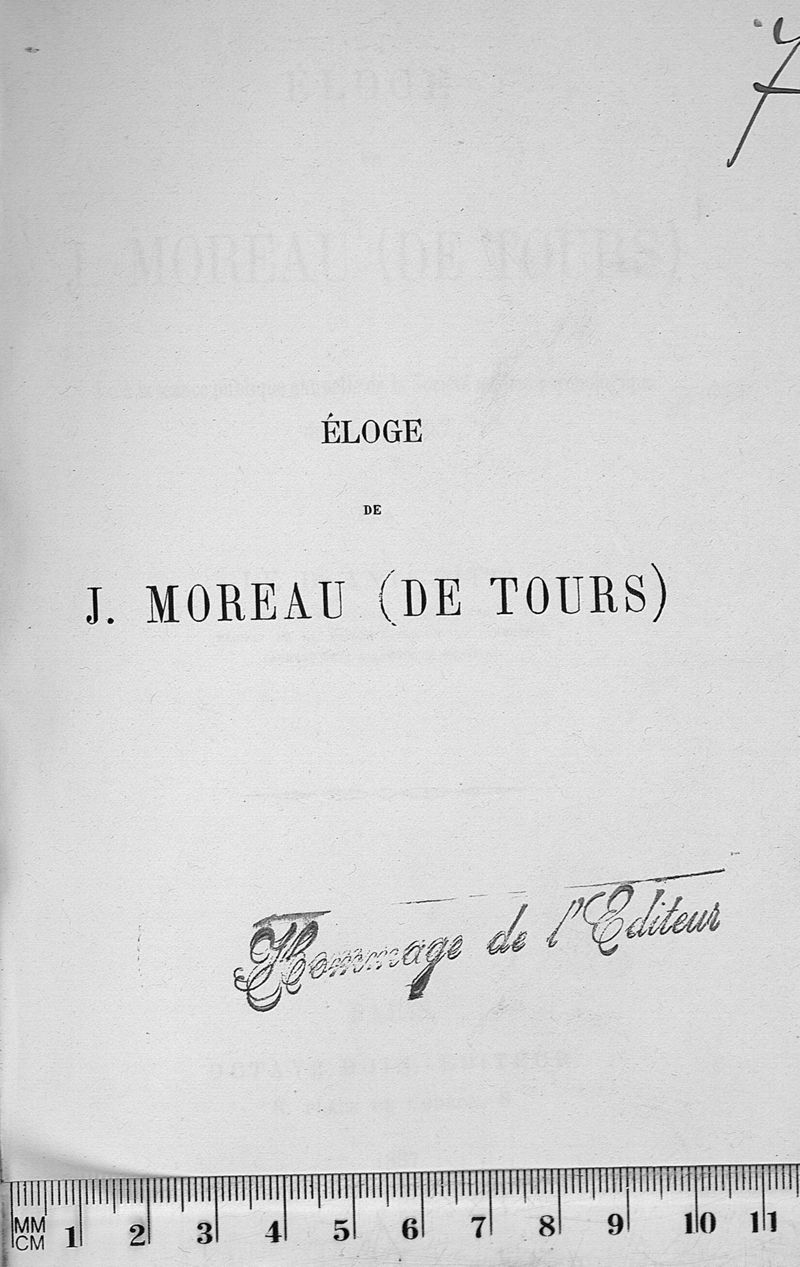 7
ÉLOGE
DE
J. MOREAU (DE TOURS)
Hommage de l'Editeur
MM
CM 1 2 3 4 5 6 7 8 9 10 11